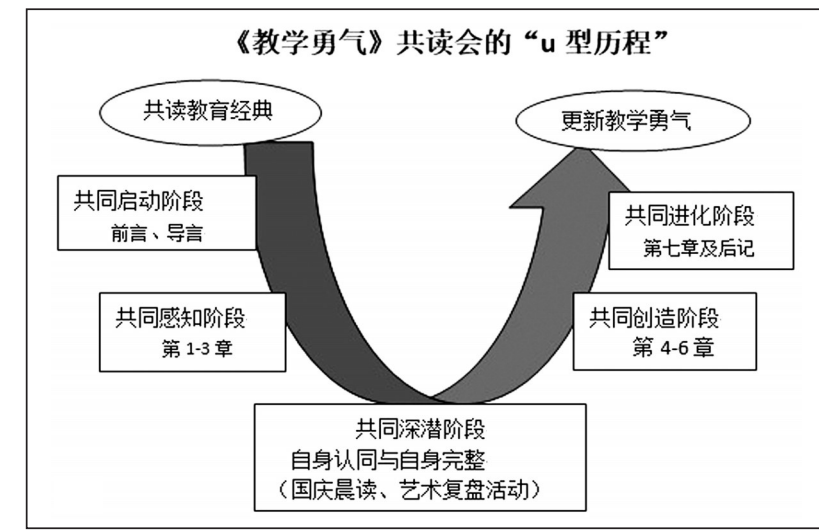 《教学勇气》共读会的“u 型历程”
共读教育经典
更新教学勇气
共同启动阶段
前言、导言
共同进化阶段
第七章及后记
共同感知阶段
第 1-3 章
共同创造阶段
第 4-6 章
共同深潜阶段
自身认同与自身完整
（国庆晨读、艺术复盘活动）